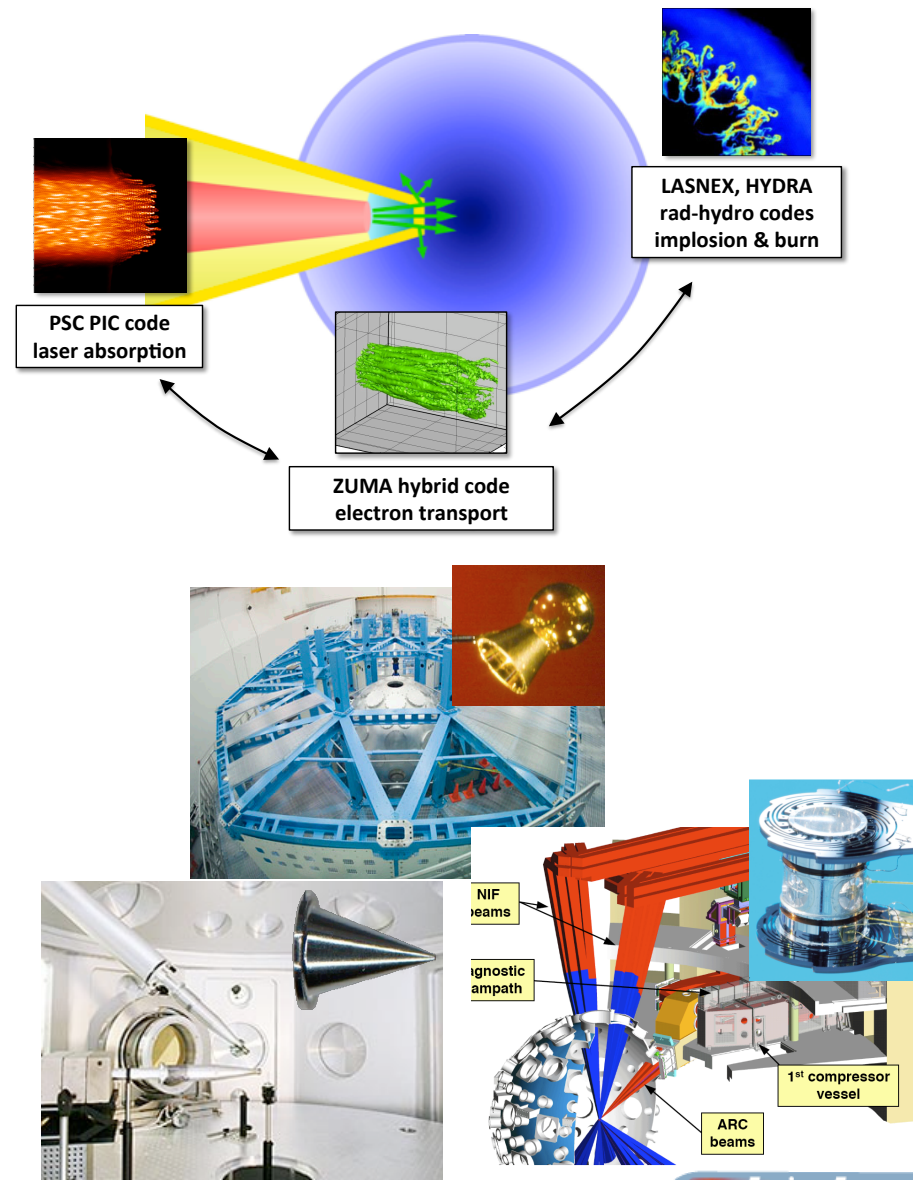 LASNEX, HYDRA
rad-hydro codes
implosion & burn
PSC PIC code
laser absorption
ZUMA hybrid code
electron transport
NIF
beams
agnostic
ampath
1st compressor
vessel
ARC
beams